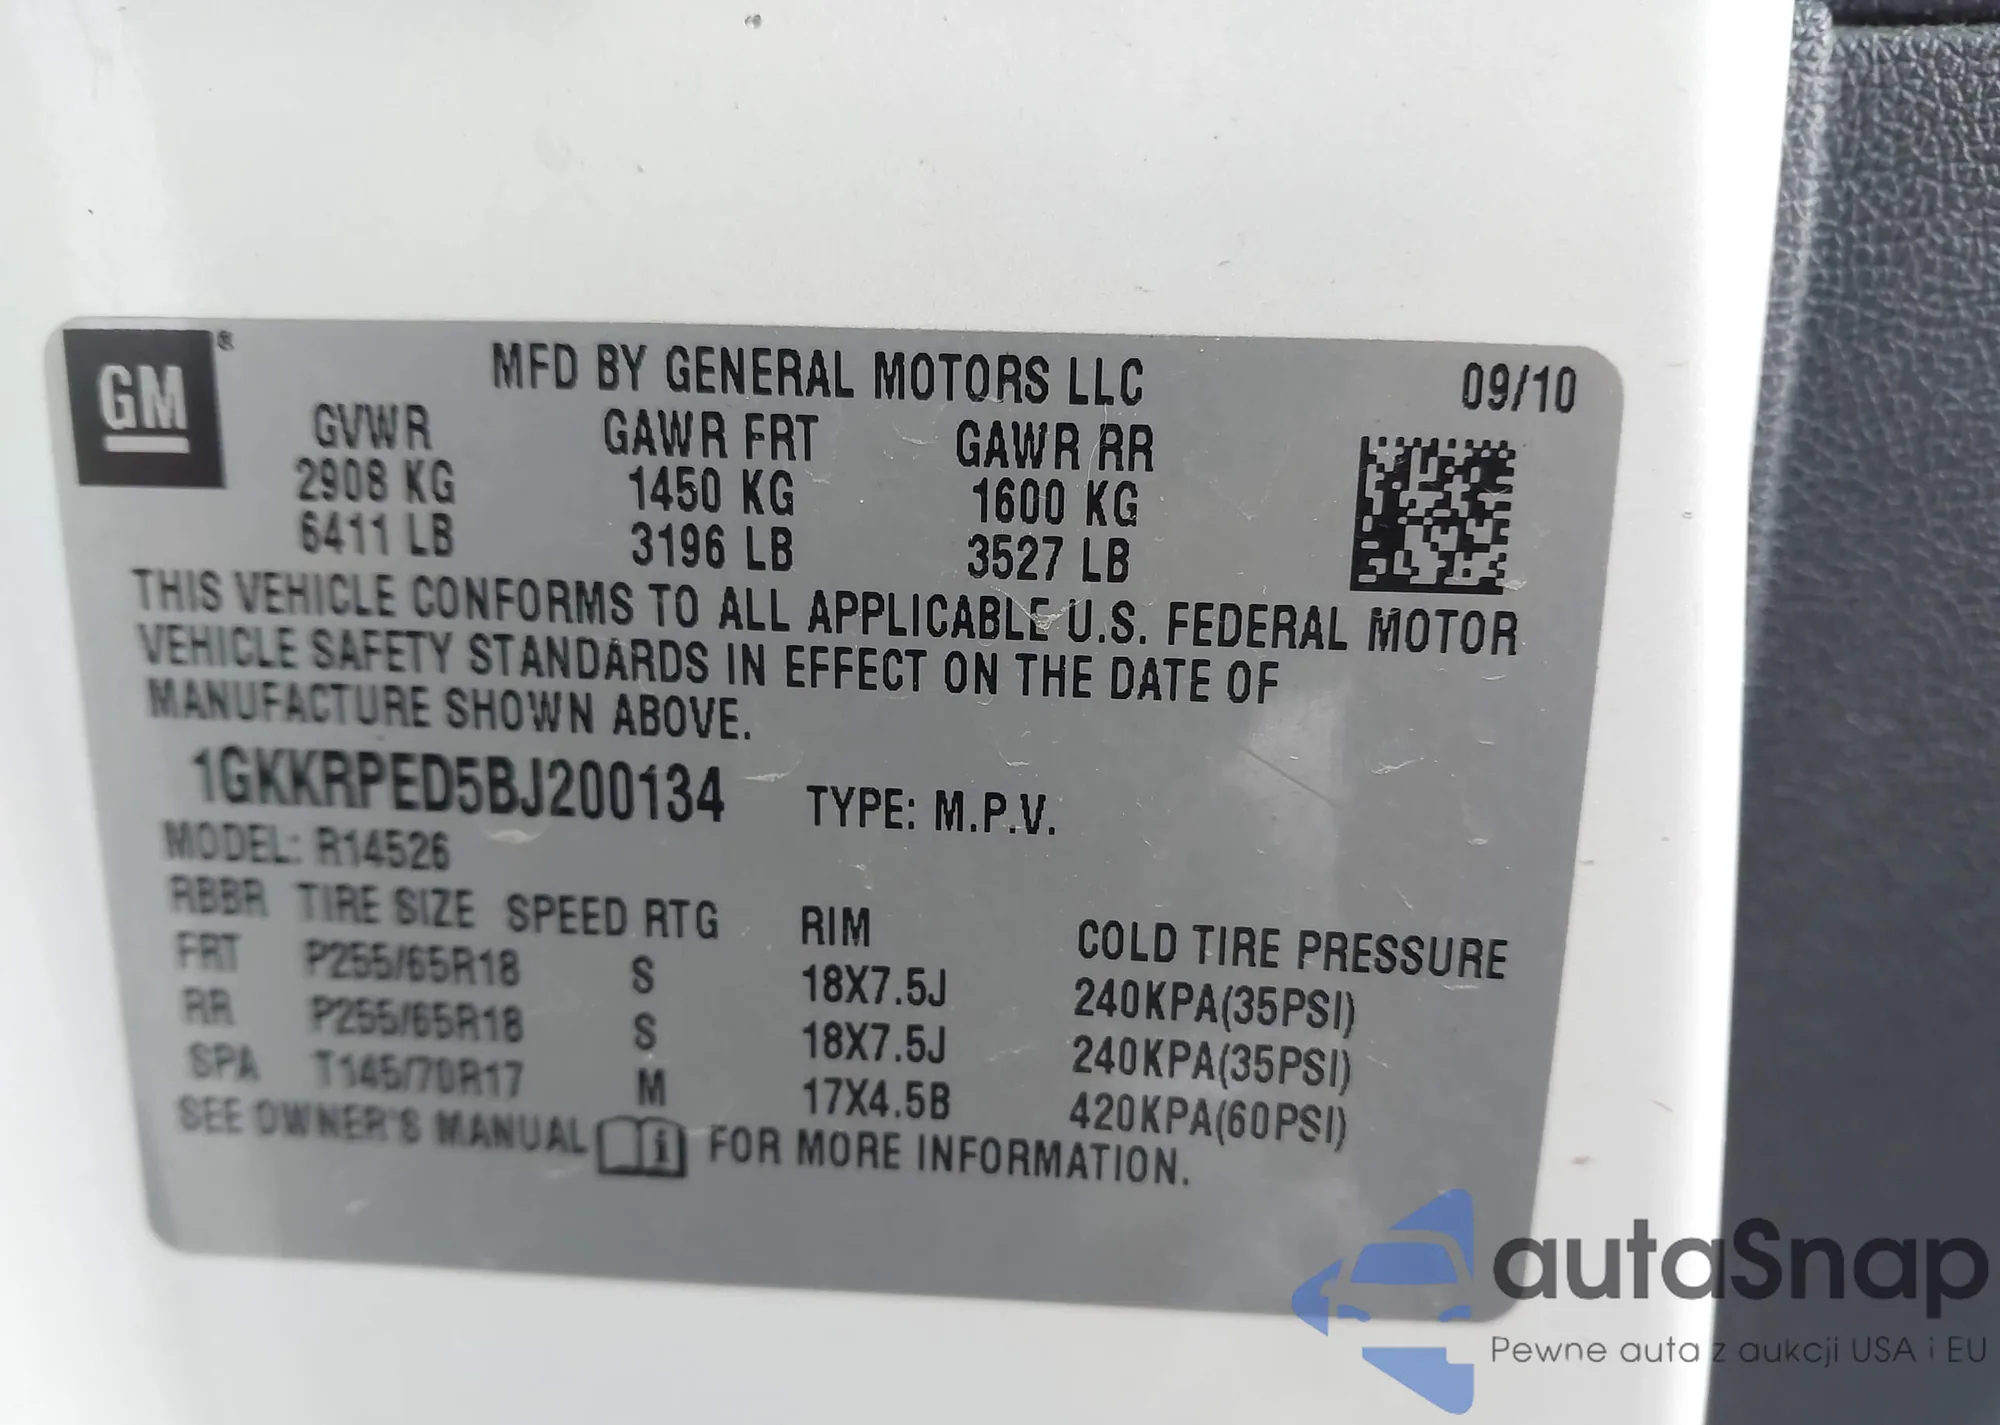 GM®
MFD BY GENERAL MOTORS LLC 09/10
GVWR GAWR FRT GAWR RR
2908 KG 1450 KG 1600 KG
6411 LB 3196 LB 3527 LB
THIS VEHICLE CONFORMS TO ALL APPLICABLE U.S. FEDERAL MOTOR
VEHICLE SAFETY STANDARDS IN EFFECT ON THE DATE OF
MANUFACTURE SHOWN ABOVE.
1GKKRPED5BJ200134 TYPE: M.P.V.
MODEL: R14526
RBBR TIRE SIZE SPEED RTG RIM COLD TIRE PRESSURE
FRT P255/65R18 S 18X7.5J 240KPA(35PSI)
RR P255/65R18 S 18X7.5J 240KPA(35PSI)
SPA T145/70R17 M 17X4.5B 420KPA(60PSI)
SEE OWNER'S MANUAL i FOR MORE INFORMATION.
autaSnap
Pewne auta z aukcji USA i EU